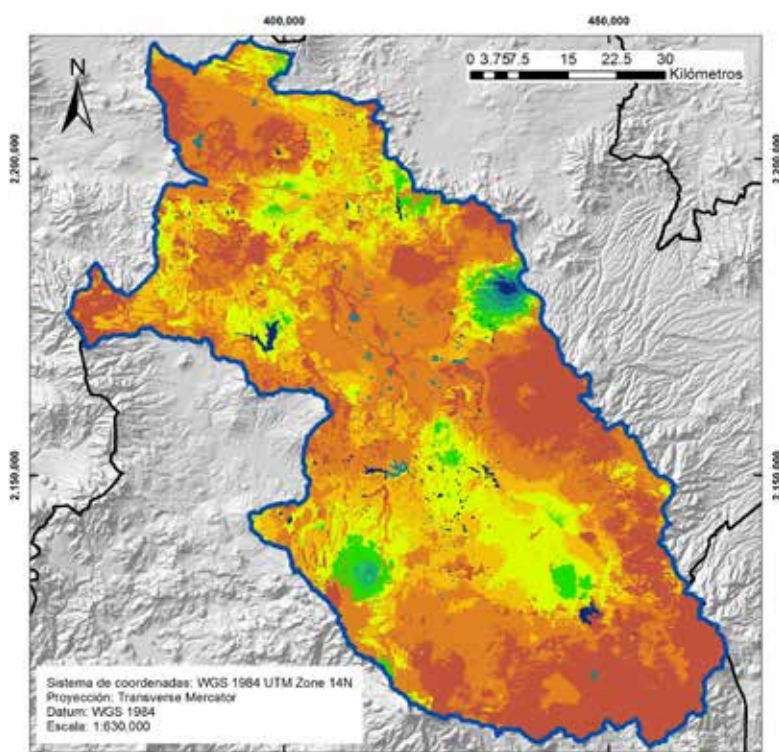 400,000
450,000
N
0 3.75 7.5 15 22.5 30
Kilómetros
2,200,000
2,200,000
2,150,000
2,150,000
Sistema de coordenadas: WGS 1984 UTM Zone 14N
Proyección: Transverse Mercator
Datum: WGS 1984
Escala: 1:630,000